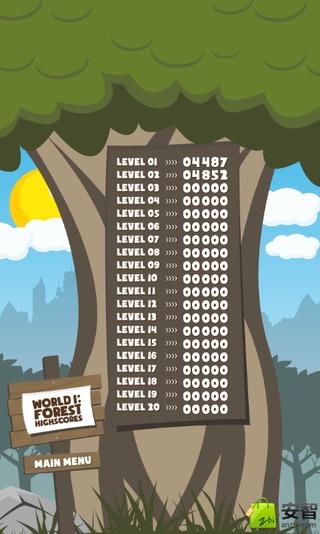 LEVEL 01 »» 04487
LEVEL 02 »» 04852
LEVEL 03 »» 00000
LEVEL 04 »» 00000
LEVEL 05 »» 00000
LEVEL 06 »» 00000
LEVEL 07 »» 00000
LEVEL 08 »» 00000
LEVEL 09 »» 00000
LEVEL 10 »» 00000
LEVEL 11 »» 00000
LEVEL 12 »» 00000
LEVEL 13 »» 00000
LEVEL 14 »» 00000
LEVEL 15 »» 00000
LEVEL 16 »» 00000
LEVEL 17 »» 00000
LEVEL 18 »» 00000
LEVEL 19 »» 00000
LEVEL 20 »» 00000
WORLD 1:
FOREST
HIGHSCORES
MAIN MENU
Zhi
安智
anzhi.com